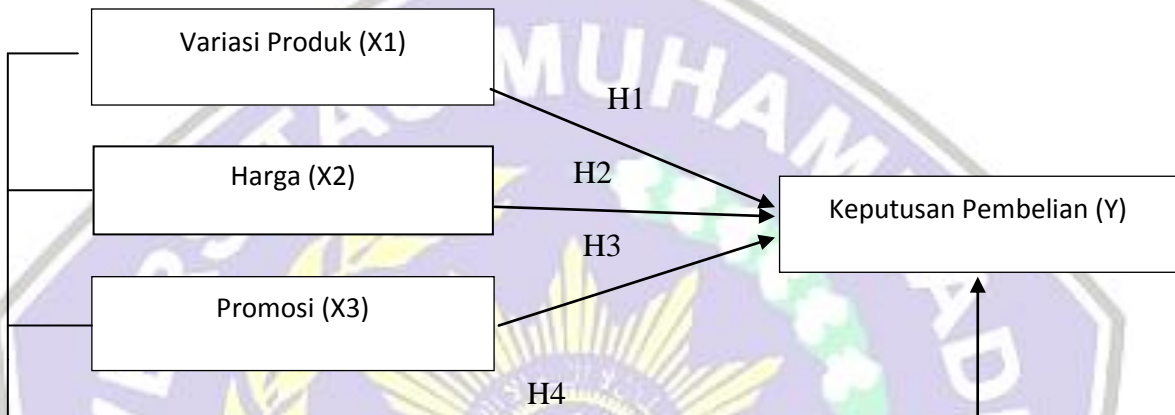 Variasi Produk (X1)
H1
Harga (X2)
H2
Keputusan Pembelian (Y)
H3
Promosi (X3)
H4